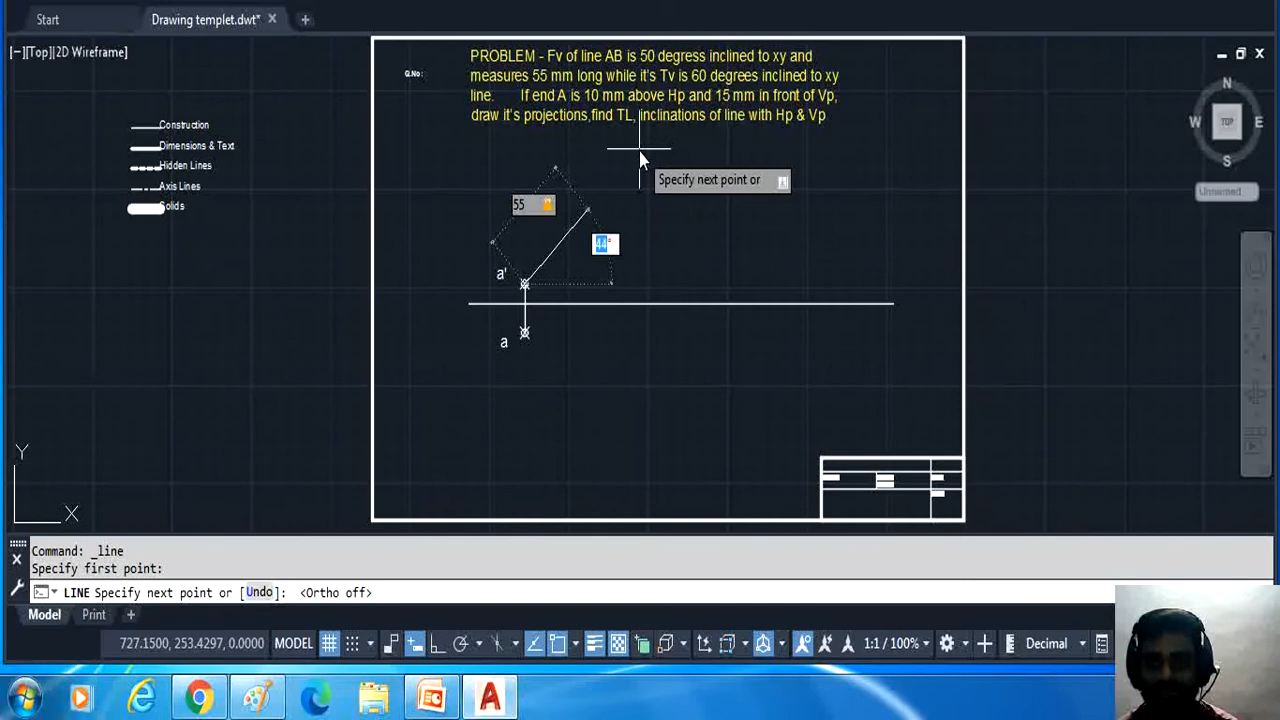 Start
Drawing templet.dwt*
[−][Top]|2D Wireframe]
PROBLEM - Fv of line AB is 50 degress inclined to xy and
measures 55 mm long while it's Tv is 60 degrees inclined to xy
line. If end A is 10 mm above Hp and 15 mm in front of Vp,
draw it's projections,find TL, inclinations of line with Hp & Vp
Q.No:
N
W
TOP
E
S
Unnamed
Construction
Dimensions & Text
Hidden Lines
Axis Lines
Solids
Specify next point or
55
44°
a'
a
Y
X
Command: _line
Specify first point:
LINE Specify next point or [Undo]: <Ortho off>
Model
Print
+
727.1500, 253.4297, 0.0000
MODEL
1:1 / 100%
Decimal